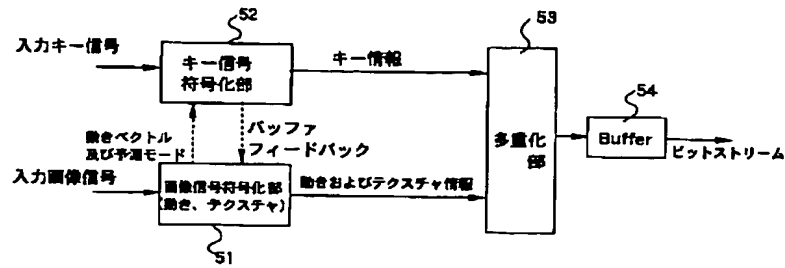 52
入力キー信号
キー信号
符号化部
キー情報
53
多重化
部
54
Buffer
ビットストリーム
動きベクトル
及び予測モード
バッファ
フィードバック
入力画像信号
画像信号符号化部
(動き、テクスチャ)
動きおよびテクスチャ情報
51